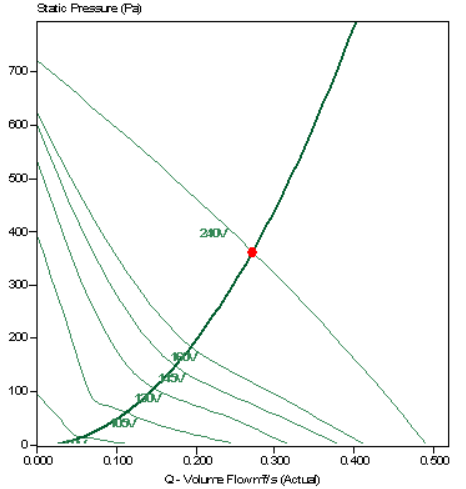 Static Pressure (Pa)
700
600
500
400
300
200
100
0
240V
160V
145V
130V
105V
0.000 0.100 0.200 0.300 0.400 0.500
Q - Volume Flow m³/s (Actual)